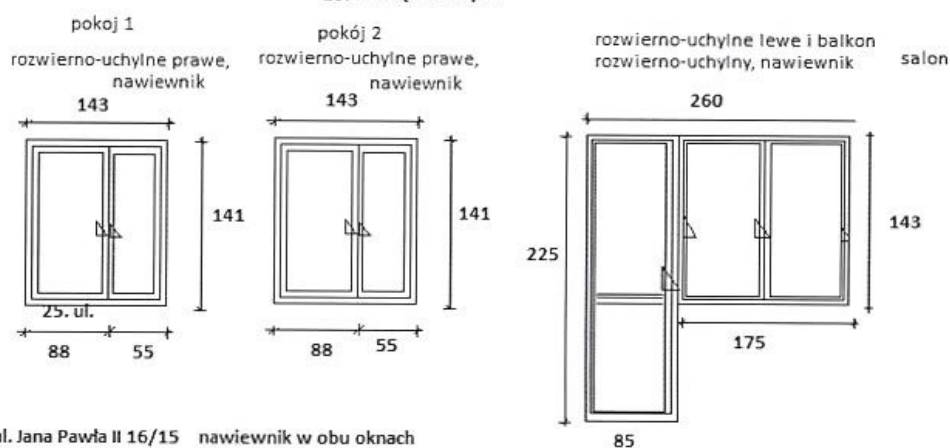 pokoj 1
rozwierno-uchylne prawe,
nawiewnik
143
141
25. ul.
88 55
pokój 2
rozwierno-uchylne prawe,
nawiewnik
143
141
88 55
rozwierno-uchylne lewe i balkon
rozwierno-uchylny, nawiewnik
salon
260
225
143
175
85
ul. Jana Pawła II 16/15 nawiewnik w obu oknach